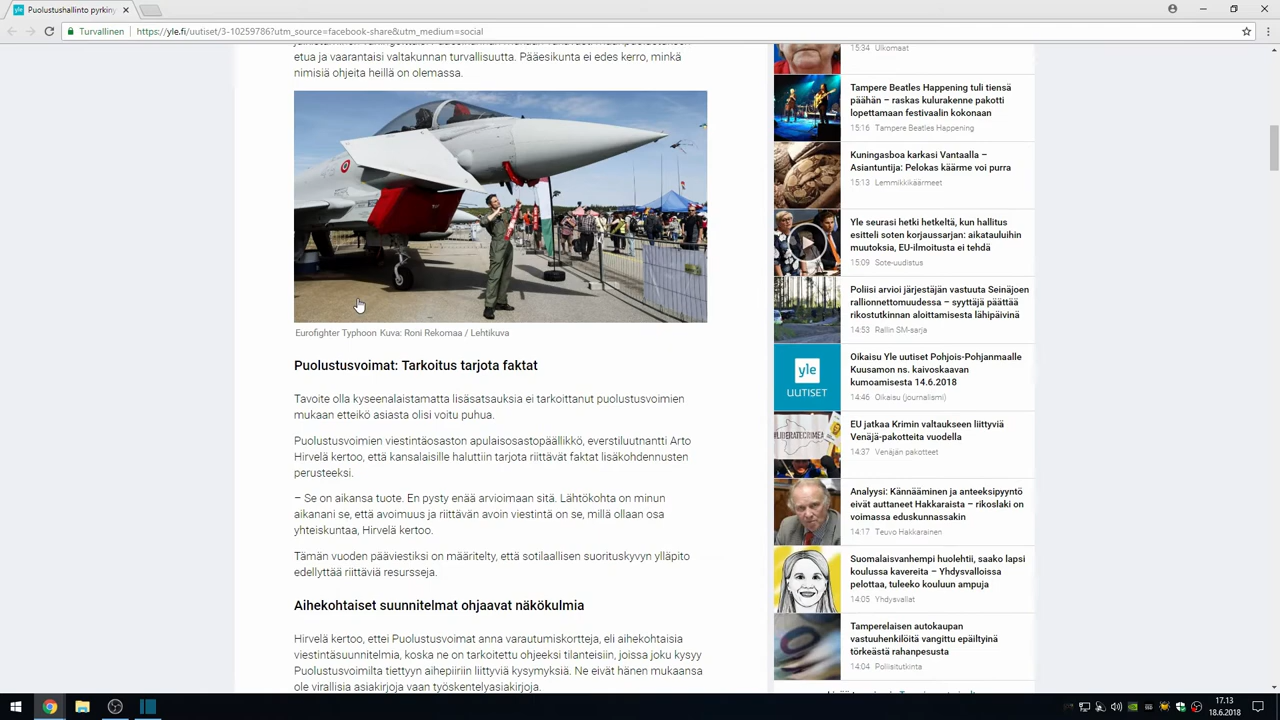 Puolustushallinto pyrkiny
Turvallinen
https://yle.fi/uutiset/3-10259786?utm_source=facebook-share&utm_medium=social
etua ja vaarantaisi valtakunnan turvallisuutta. Pääesikunta ei edes kerro, minkä
nimisiä ohjeita heillä on olemassa.
Eurofighter Typhoon Kuva: Roni Rekomaa / Lehtikuva
Puolustusvoimat: Tarkoitus tarjota faktat
Tavoite olla kyseenalaistamatta lisäsatsauksia ei tarkoittanut puolustusvoimien
mukaan etteikö asiasta olisi voitu puhua.
Puolustusvoimien viestintäosaston apulaisosastopäällikkö, everstiluutnantti Arto
Hirvelä kertoo, että kansalaisille haluttiin tarjota riittävät faktat lisäkohdennusten
perusteeksi.
– Se on aikansa tuote. En pysty enää arvioimaan sitä. Lähtökohta on minun
aikanani se, että avoimuus ja riittävän avoin viestintä on se, millä ollaan osa
yhteiskuntaa, Hirvelä kertoo.
Tämän vuoden pääviestiksi on määritelty, että sotilaallisen suorituskyvyn ylläpito
edellyttää riittäviä resursseja.
Aihekohtaiset suunnitelmat ohjaavat näkökulmia
Hirvelä kertoo, ettei Puolustusvoimat anna varautumiskortteja, eli aihekohtaisia
viestintäsuunnitelmia, koska ne on tarkoitettu ohjeeksi tilanteisiin, joissa joku kysyy
Puolustusvoimilta tiettyyn aihepiiriin liittyviä kysymyksiä. Ne eivät hänen mukaansa
ole virallisia asiakirjoja vaan työskentelyasiakirjoja.
15:34 Ulkomaat
Tampere Beatles Happening tuli tiensä
päähän – raskas kulurakenne pakotti
lopettamaan festivaalin kokonaan
15:16 Tampere Beatles Happening
Kuningasboa karkasi Vantaalla –
Asiantuntija: Pelokas käärme voi purra
15:13 Lemmikkikäärmeet
Yle seurasi hetki hetkeltä, kun hallitus
esitteli soten korjaussarjan: aikatauluihin
muutoksia, EU-ilmoitusta ei tehdä
15:09 Sote-uudistus
Poliisi arvioi järjestäjän vastuuta Seinäjoen
rallionnettomuudessa – syyttäjä päättää
rikostutkinnan aloittamisesta lähipäivinä
14:53 Rallin SM-sarja
yle
UUTISET
Oikaisu Yle uutiset Pohjois-Pohjanmaalle
Kuusamon ns. kaivoskaavan
kumoamisesta 14.6.2018
14:46 Oikaisu (journalismi)
#LIBERATECRIMEA
EU jatkaa Krimin valtaukseen liittyviä
Venäjä-pakotteita vuodella
14:37 Venäjän pakotteet
Analyysi: Kännääminen ja anteeksipyyntö
eivät auttaneet Hakkaraista – rikoslaki on
voimassa eduskunnassakin
14:17 Teuvo Hakkarainen
Suomalaisvanhempi huolehtii, saako lapsi
koulussa kavereita – Yhdysvalloissa
pelottaa, tuleeko kouluun ampuja
14:05 Yhdysvallat
Tamperelaisen autokaupan
vastuuhenkilöitä vangittu epäiltyinä
törkeästä rahanpesusta
14:04 Poliisitutkinta
17.13
18.6.2018